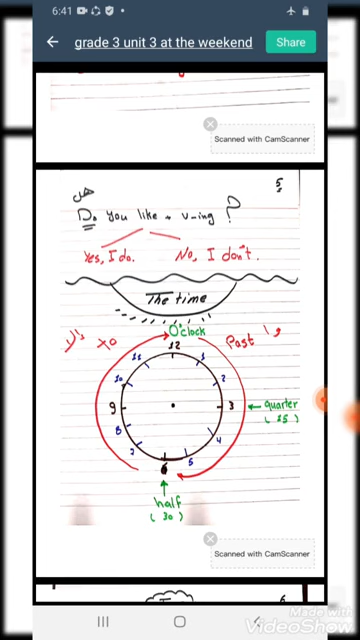 6:41
grade 3 unit 3 at the weekend
Share
Scanned with CamScanner
5
هل
Do you like + v-ing ?
Yes, I do. No, I don't.
The time
O'clock
إلا to Past و
12
11 1
10 2
9 3 quarter
(15)
8 4
7 5
6
half
(30)
Scanned with CamScanner
6
Made with
VideoShow